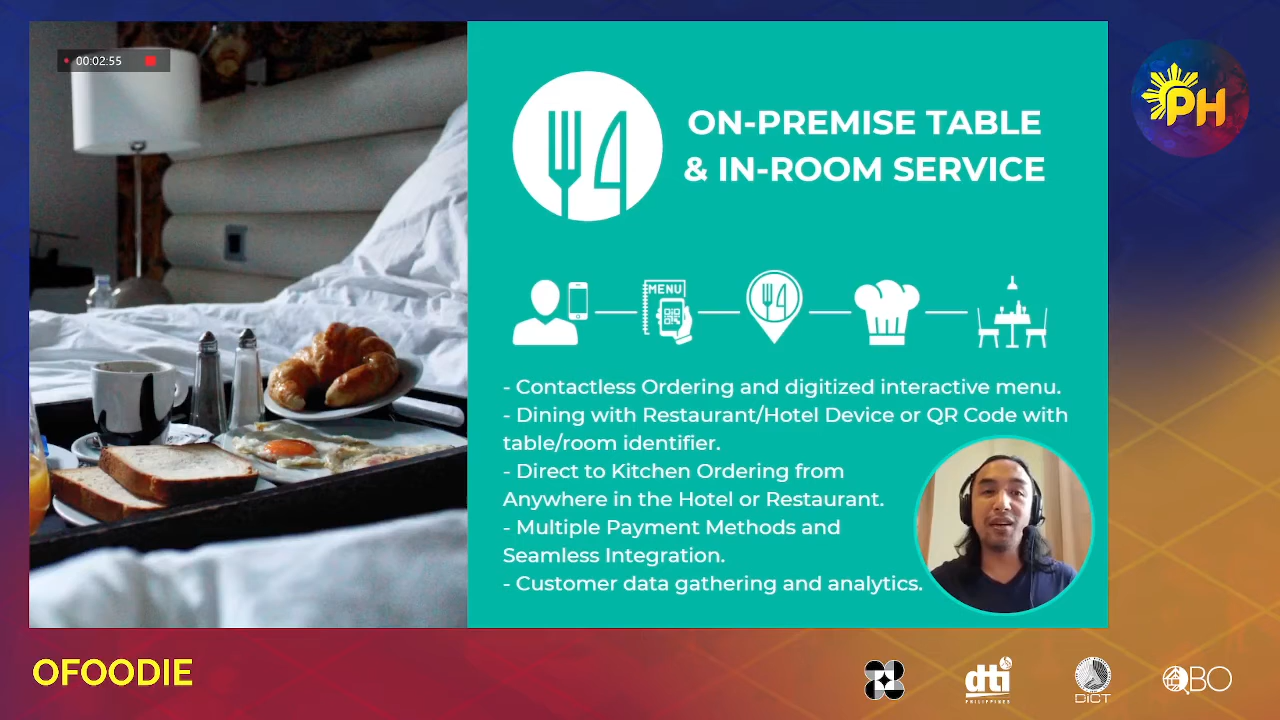 00:02:55
PH
ON-PREMISE TABLE
& IN-ROOM SERVICE
MENU
- Contactless Ordering and digitized interactive menu.
- Dining with Restaurant/Hotel Device or QR Code with
table/room identifier.
- Direct to Kitchen Ordering from
Anywhere in the Hotel or Restaurant.
- Multiple Payment Methods and
Seamless Integration.
- Customer data gathering and analytics.
OFOODIE
dti
PHILIPPINES
DICT
QBO